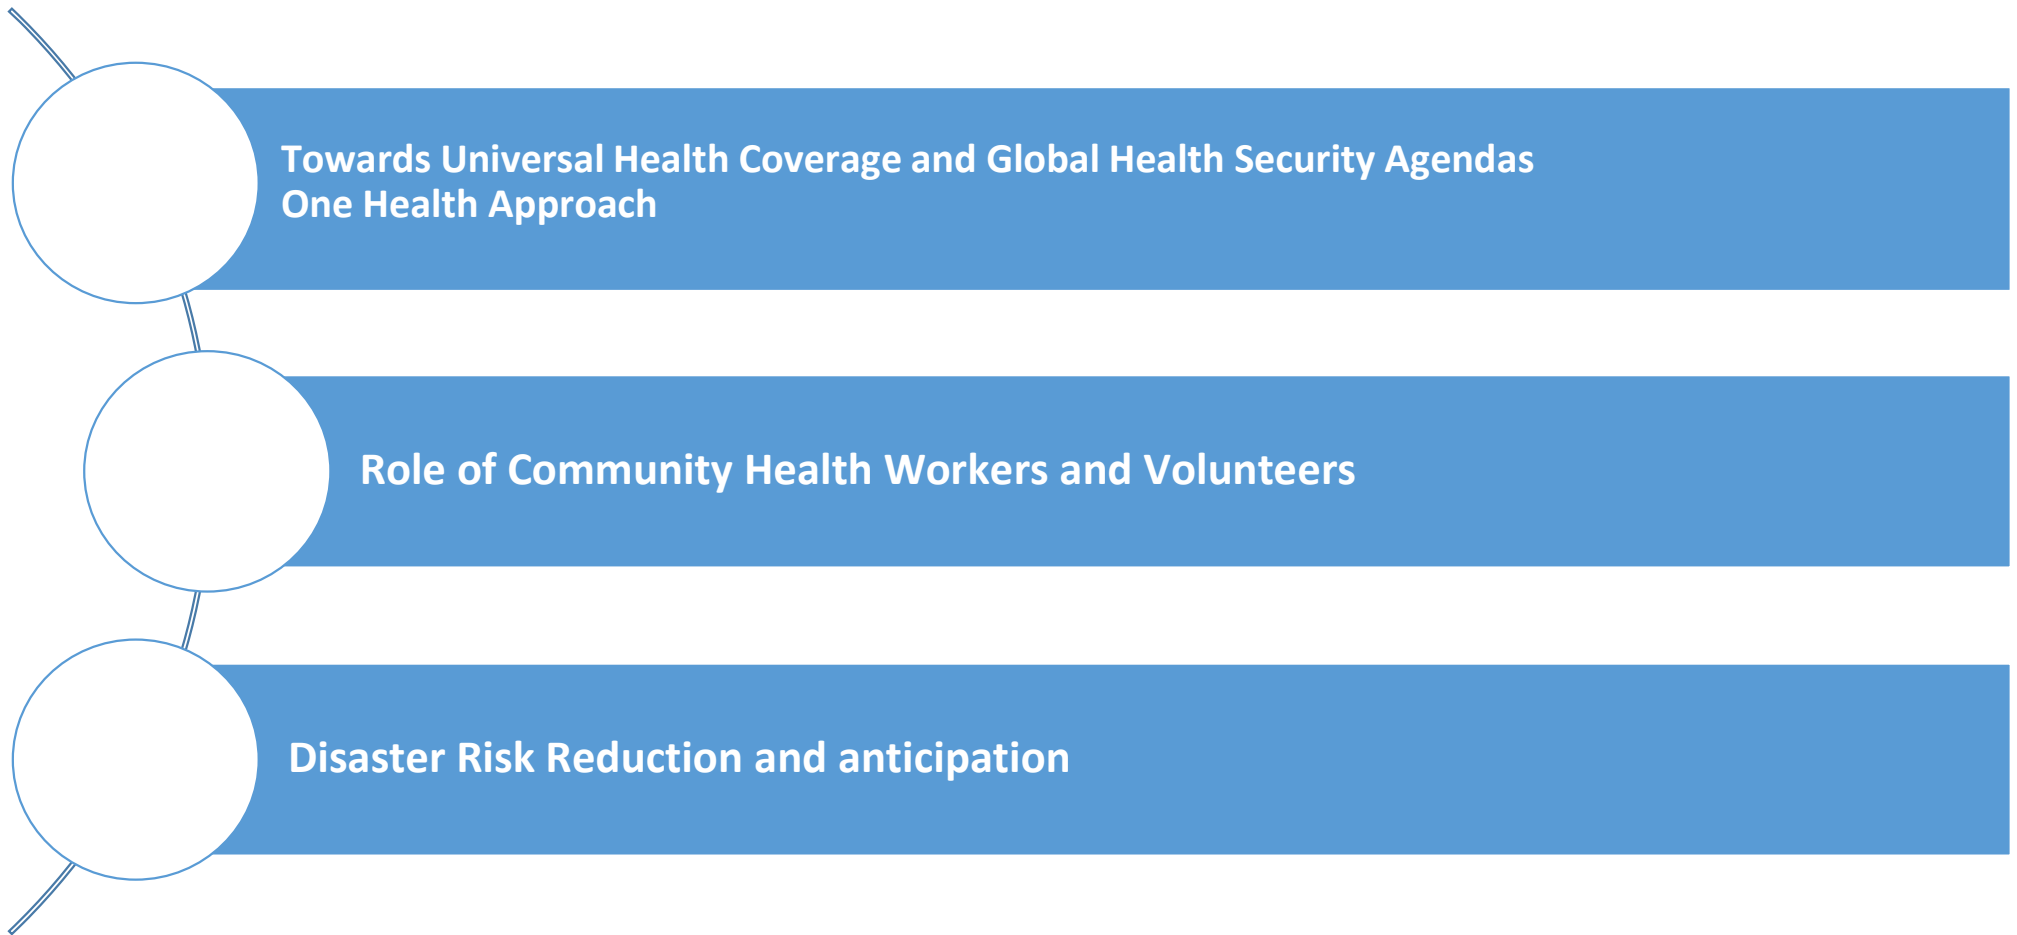 Towards Universal Health Coverage and Global Health Security Agendas
One Health Approach
Role of Community Health Workers and Volunteers
Disaster Risk Reduction and anticipation